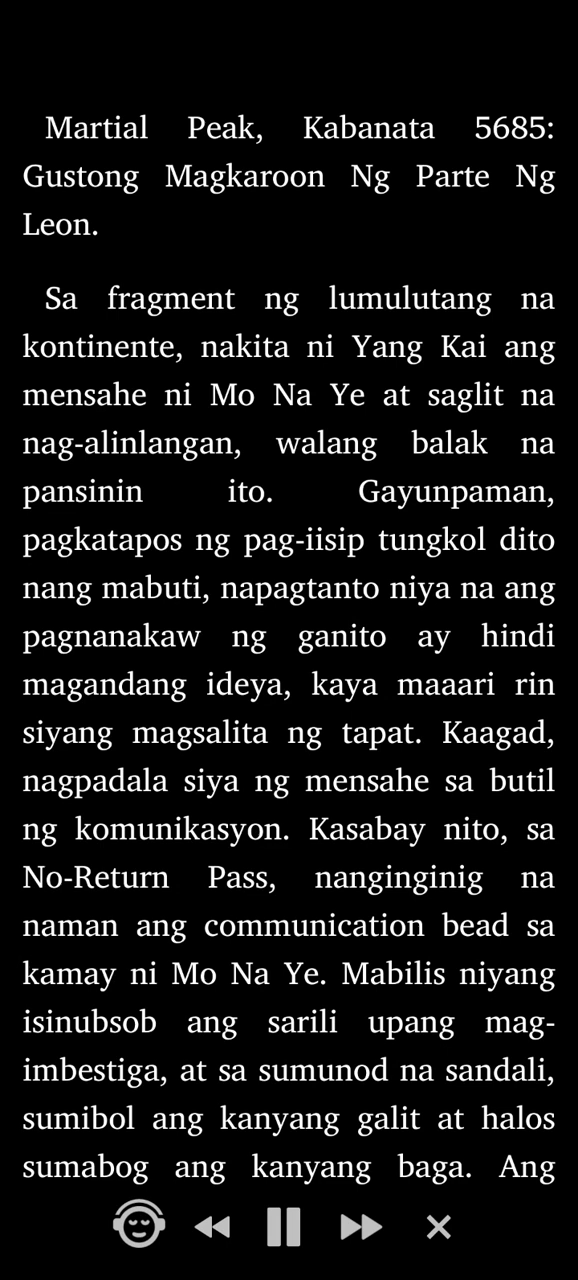 Martial Peak, Kabanata 5685:
Gustong Magkaroon Ng Parte Ng
Leon.
Sa fragment ng lumulutang na
kontinente, nakita ni Yang Kai ang
mensahe ni Mo Na Ye at saglit na
nag-alinlangan, walang balak na
pansinin ito. Gayunpaman,
pagkatapos ng pag-iisip tungkol dito
nang mabuti, napagtanto niya na ang
pagnanakaw ng ganito ay hindi
magandang ideya, kaya maaari rin
siyang magsalita ng tapat. Kaagad,
nagpadala siya ng mensahe sa butil
ng komunikasyon. Kasabay nito, sa
No-Return Pass, nanginginig na
naman ang communication bead sa
kamay ni Mo Na Ye. Mabilis niyang
isinubsob ang sarili upang mag-
imbestiga, at sa sumunod na sandali,
sumibol ang kanyang galit at halos
sumabog ang kanyang baga. Ang